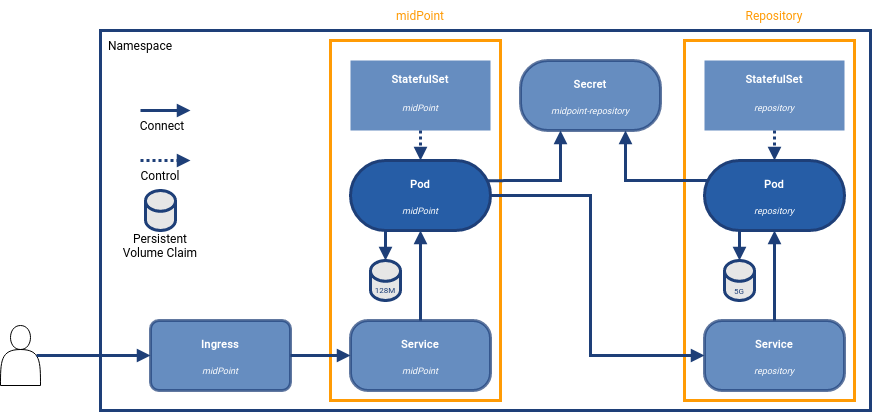 midPoint
Repository
Namespace
Connect
Control
Persistent
Volume Claim
StatefulSet
midPoint
Secret
midpoint-repository
StatefulSet
repository
Pod
midPoint
Pod
repository
128M
5G
Ingress
midPoint
Service
midPoint
Service
repository